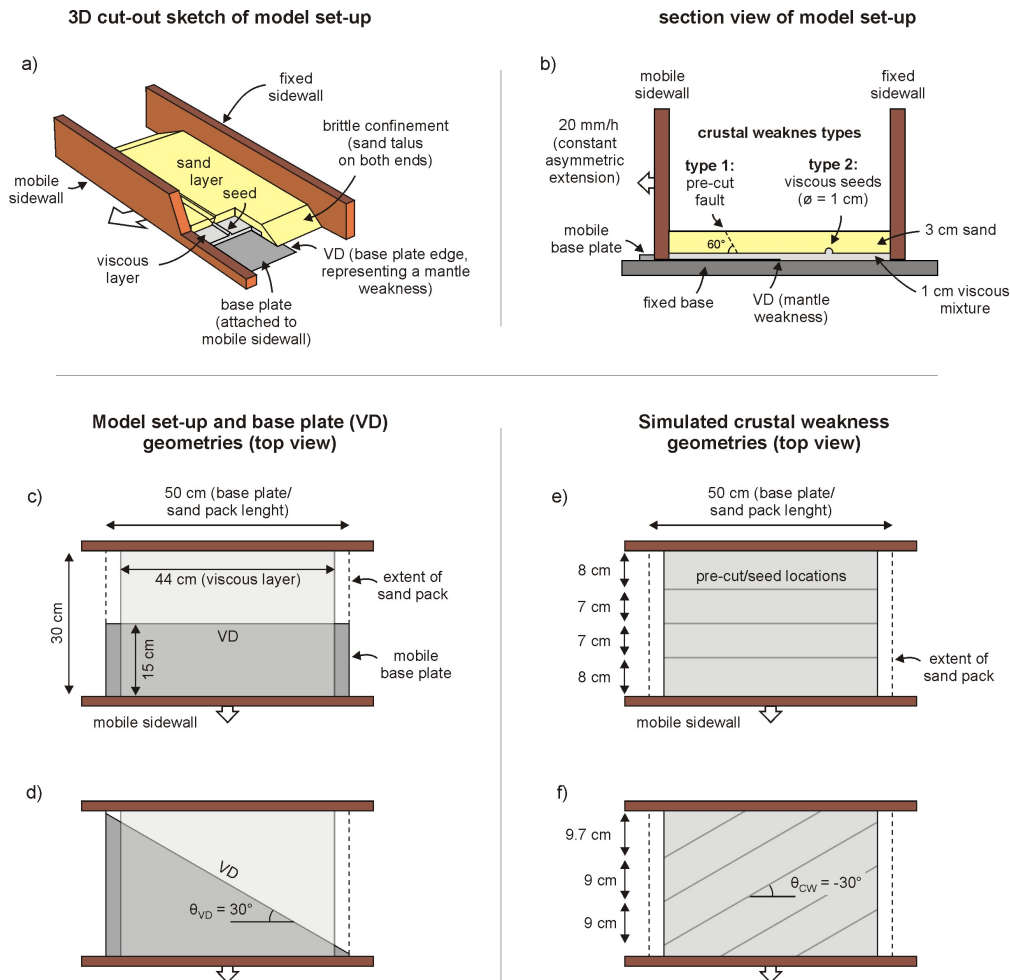 3D cut-out sketch of model set-up
section view of model set-up
a)
fixed
sidewall
brittle confinement
(sand talus
on both ends)
sand
layer
seed
mobile
sidewall
viscous
layer
VD (base plate edge,
representing a mantle
weakness)
base plate
(attached to
mobile sidewall)
b)
mobile
sidewall
fixed
sidewall
20 mm/h
(constant
asymmetric
extension)
crustal weaknes types
type 1:
pre-cut
fault
type 2:
viscous seeds
(ø = 1 cm)
mobile
base plate
60°
3 cm sand
fixed base
VD (mantle
weakness)
1 cm viscous
mixture
Model set-up and base plate (VD)
geometries (top view)
Simulated crustal weakness
geometries (top view)
c)
50 cm (base plate/
sand pack lenght)
44 cm (viscous layer)
extent of
sand pack
30 cm
VD
15 cm
mobile
base plate
mobile sidewall
e)
50 cm (base plate/
sand pack lenght)
8 cm
pre-cut/seed locations
7 cm
7 cm
8 cm
extent of
sand pack
mobile sidewall
d)
VD
θVD = 30°
f)
9.7 cm
9 cm
θCW = -30°
9 cm